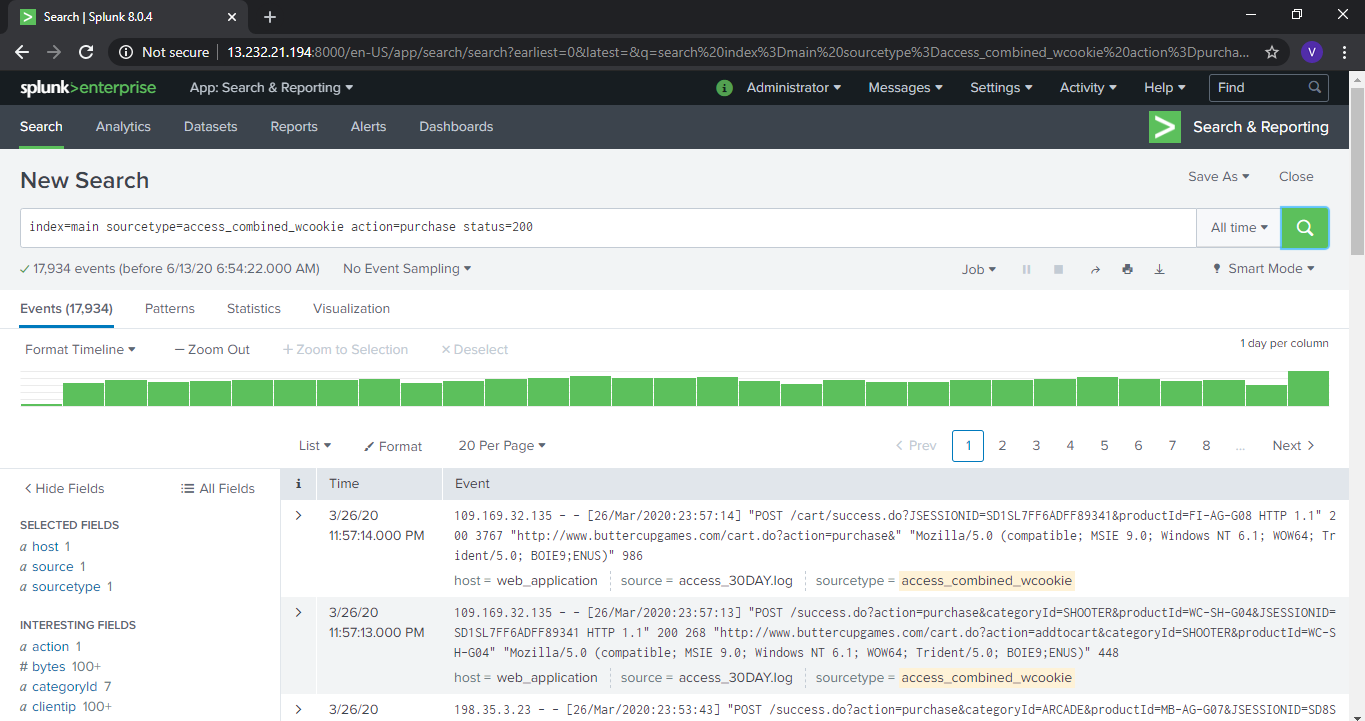 Search | Splunk 8.0.4
Not secure | 13.232.21.194:8000/en-US/app/search/search?earliest=0&latest=&q=search%20index%3Dmain%20sourcetype%3Daccess_combined_wcookie%20action%3Dpurcha...
V
splunk>enterprise App: Search & Reporting Administrator Messages Settings Activity Help Find
Search Analytics Datasets Reports Alerts Dashboards Search & Reporting
New Search Save As Close
index=main sourcetype=access_combined_wcookie action=purchase status=200 All time
17,934 events (before 6/13/20 6:54:22.000 AM) No Event Sampling Job Smart Mode
Events (17,934) Patterns Statistics Visualization
Format Timeline — Zoom Out + Zoom to Selection × Deselect 1 day per column
List Format 20 Per Page < Prev 1 2 3 4 5 6 7 8 ... Next >
< Hide Fields All Fields i Time Event
SELECTED FIELDS
a host 1
a source 1
a sourcetype 1
INTERESTING FIELDS
a action 1
# bytes 100+
a categoryId 7
a clientip 100+
> 3/26/20
11:57:14.000 PM
109.169.32.135 - - [26/Mar/2020:23:57:14] "POST /cart/success.do?JSESSIONID=SD1SL7FF6ADFF89341&productId=FI-AG-G08 HTTP 1.1" 2
00 3767 "http://www.buttercupgames.com/cart.do?action=purchase&" "Mozilla/5.0 (compatible; MSIE 9.0; Windows NT 6.1; WOW64; Tr
ident/5.0; BOIE9;ENUS)" 986
host = web_application source = access_30DAY.log sourcetype = access_combined_wcookie
> 3/26/20
11:57:13.000 PM
109.169.32.135 - - [26/Mar/2020:23:57:13] "POST /success.do?action=purchase&categoryId=SHOOTER&productId=WC-SH-G04&JSESSIONID=
SD1SL7FF6ADFF89341 HTTP 1.1" 200 268 "http://www.buttercupgames.com/cart.do?action=addtocart&categoryId=SHOOTER&productId=WC-S
H-G04" "Mozilla/5.0 (compatible; MSIE 9.0; Windows NT 6.1; WOW64; Trident/5.0; BOIE9;ENUS)" 448
host = web_application source = access_30DAY.log sourcetype = access_combined_wcookie
> 3/26/20
198.35.3.23 - - [26/Mar/2020:23:53:43] "POST /success.do?action=purchase&categoryId=ARCADE&productId=MB-AG-G07&JSESSIONID=SD8S